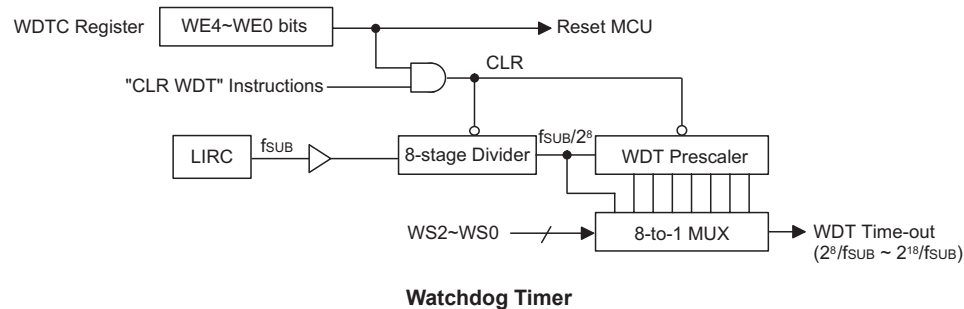 WDTC Register
WE4~WE0 bits
Reset MCU
CLR
"CLR WDT" Instructions
fSUB
fSUB/2⁸
LIRC
8-stage Divider
WDT Prescaler
WS2~WS0
8-to-1 MUX
WDT Time-out
(2⁸/fSUB ~ 2¹⁸/fSUB)
Watchdog Timer